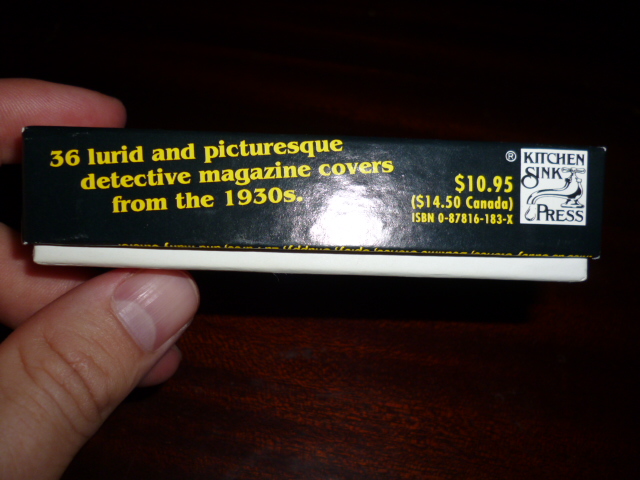 36 lurid and picturesque
detective magazine covers
from the 1930s.
$10.95
($14.50 Canada)
ISBN 0-87816-183-X
®
KITCHEN
SINK
PRESS